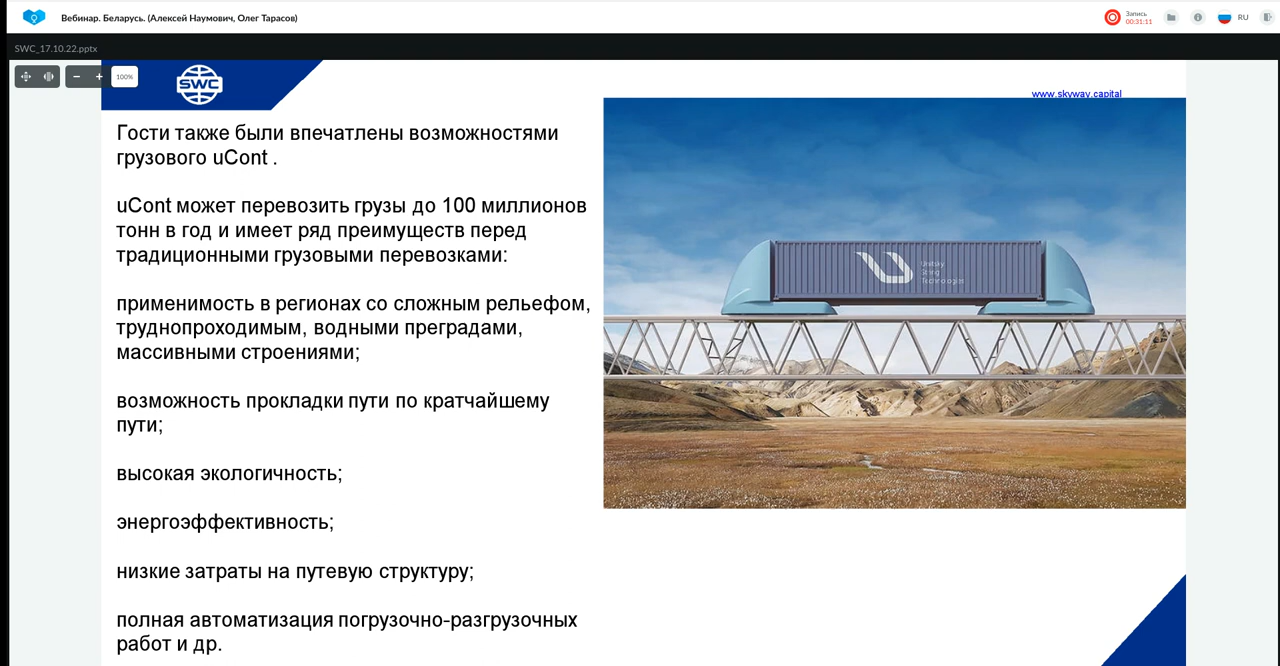 Вебинар. Беларусь. (Алексей Наумович, Олег Тарасов)
Запись
00:31:11
RU
SWC_17.10.22.pptx
100%
SWC
www.skyway.capital
Гости также были впечатлены возможностями
грузового uCont .
uCont может перевозить грузы до 100 миллионов
тонн в год и имеет ряд преимуществ перед
традиционными грузовыми перевозками:
применимость в регионах со сложным рельефом,
труднопроходимым, водными преградами,
массивными строениями;
возможность прокладки пути по кратчайшему
пути;
высокая экологичность;
энергоэффективность;
низкие затраты на путевую структуру;
полная автоматизация погрузочно-разгрузочных
работ и др.
Unitsky
String
Technologies